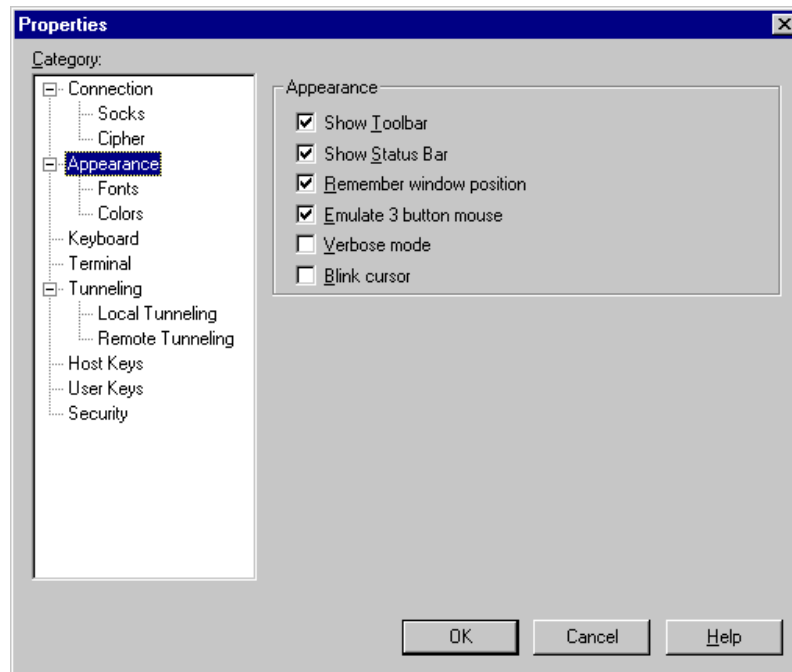 Properties
Category:
Connection
Socks
Cipher
Appearance
Fonts
Colors
Keyboard
Terminal
Tunneling
Local Tunneling
Remote Tunneling
Host Keys
User Keys
Security
Appearance
Show Toolbar
Show Status Bar
Remember window position
Emulate 3 button mouse
Verbose mode
Blink cursor
OK Cancel Help